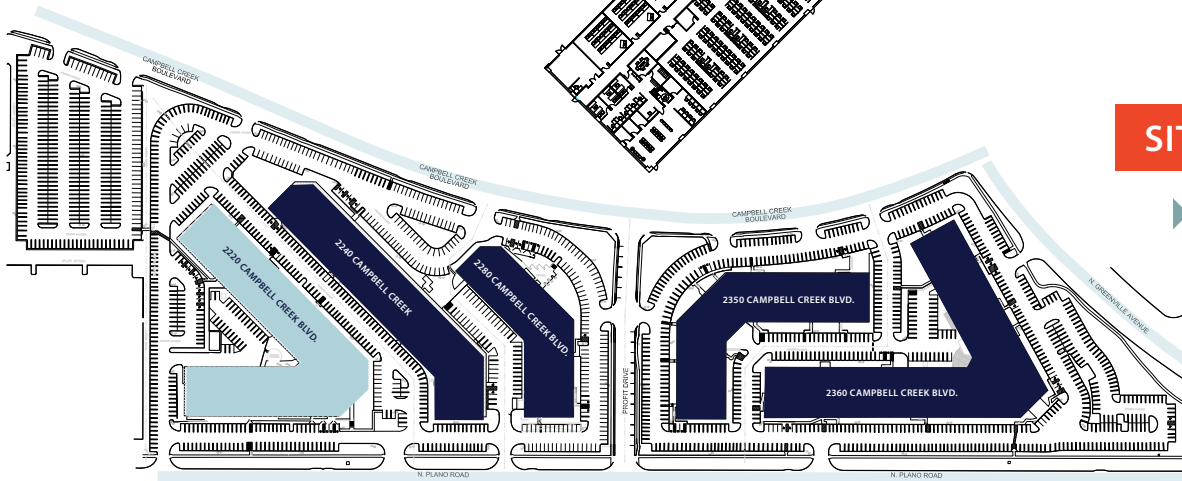 CAMPBELL CREEK
BOULEVARD
SIT
CAMPBELL CREEK
BOULEVARD
CAMPBELL CREEK
BOULEVARD
2220 CAMPBELL CREEK BLVD.
2240 CAMPBELL CREEK
2280 CAMPBELL CREEK BLVD.
2350 CAMPBELL CREEK BLVD.
N. GREENVILLE AVENUE
PROFIT DRIVE
2360 CAMPBELL CREEK BLVD.
N. PLANO ROAD
N. PLANO ROAD